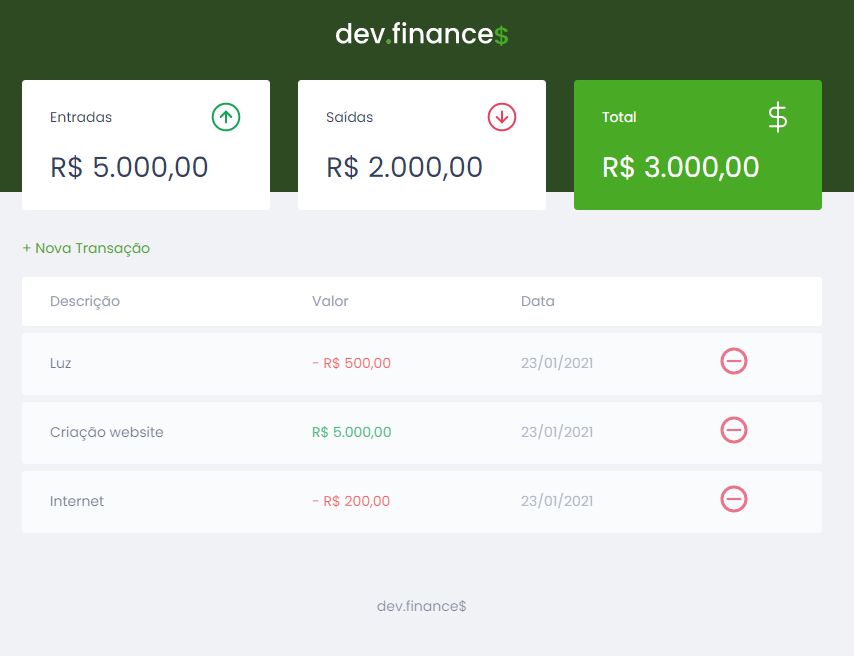 dev.finance$
Entradas
R$ 5.000,00
Saídas
R$ 2.000,00
Total
R$ 3.000,00
+ Nova Transação
Descrição Valor Data
Luz - R$ 500,00 23/01/2021
Criação website R$ 5.000,00 23/01/2021
Internet - R$ 200,00 23/01/2021
dev.finance$